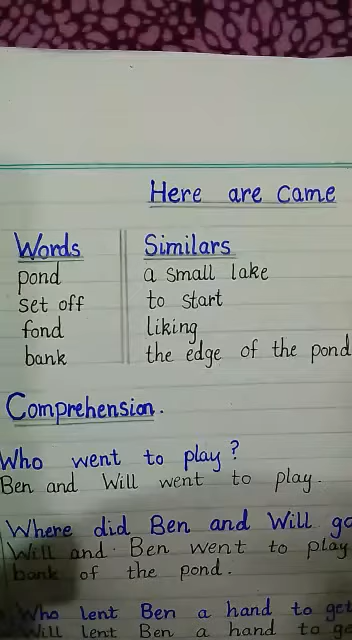 Here are came
Words Similars
pond a small lake
set off to start
fond liking
bank the edge of the pond
Comprehension.
Who went to play?
Ben and Will went to play.
Where did Ben and Will go
Will and Ben went to play
bank of the pond.
Who lent Ben a hand to get
Will lent Ben a hand to ge